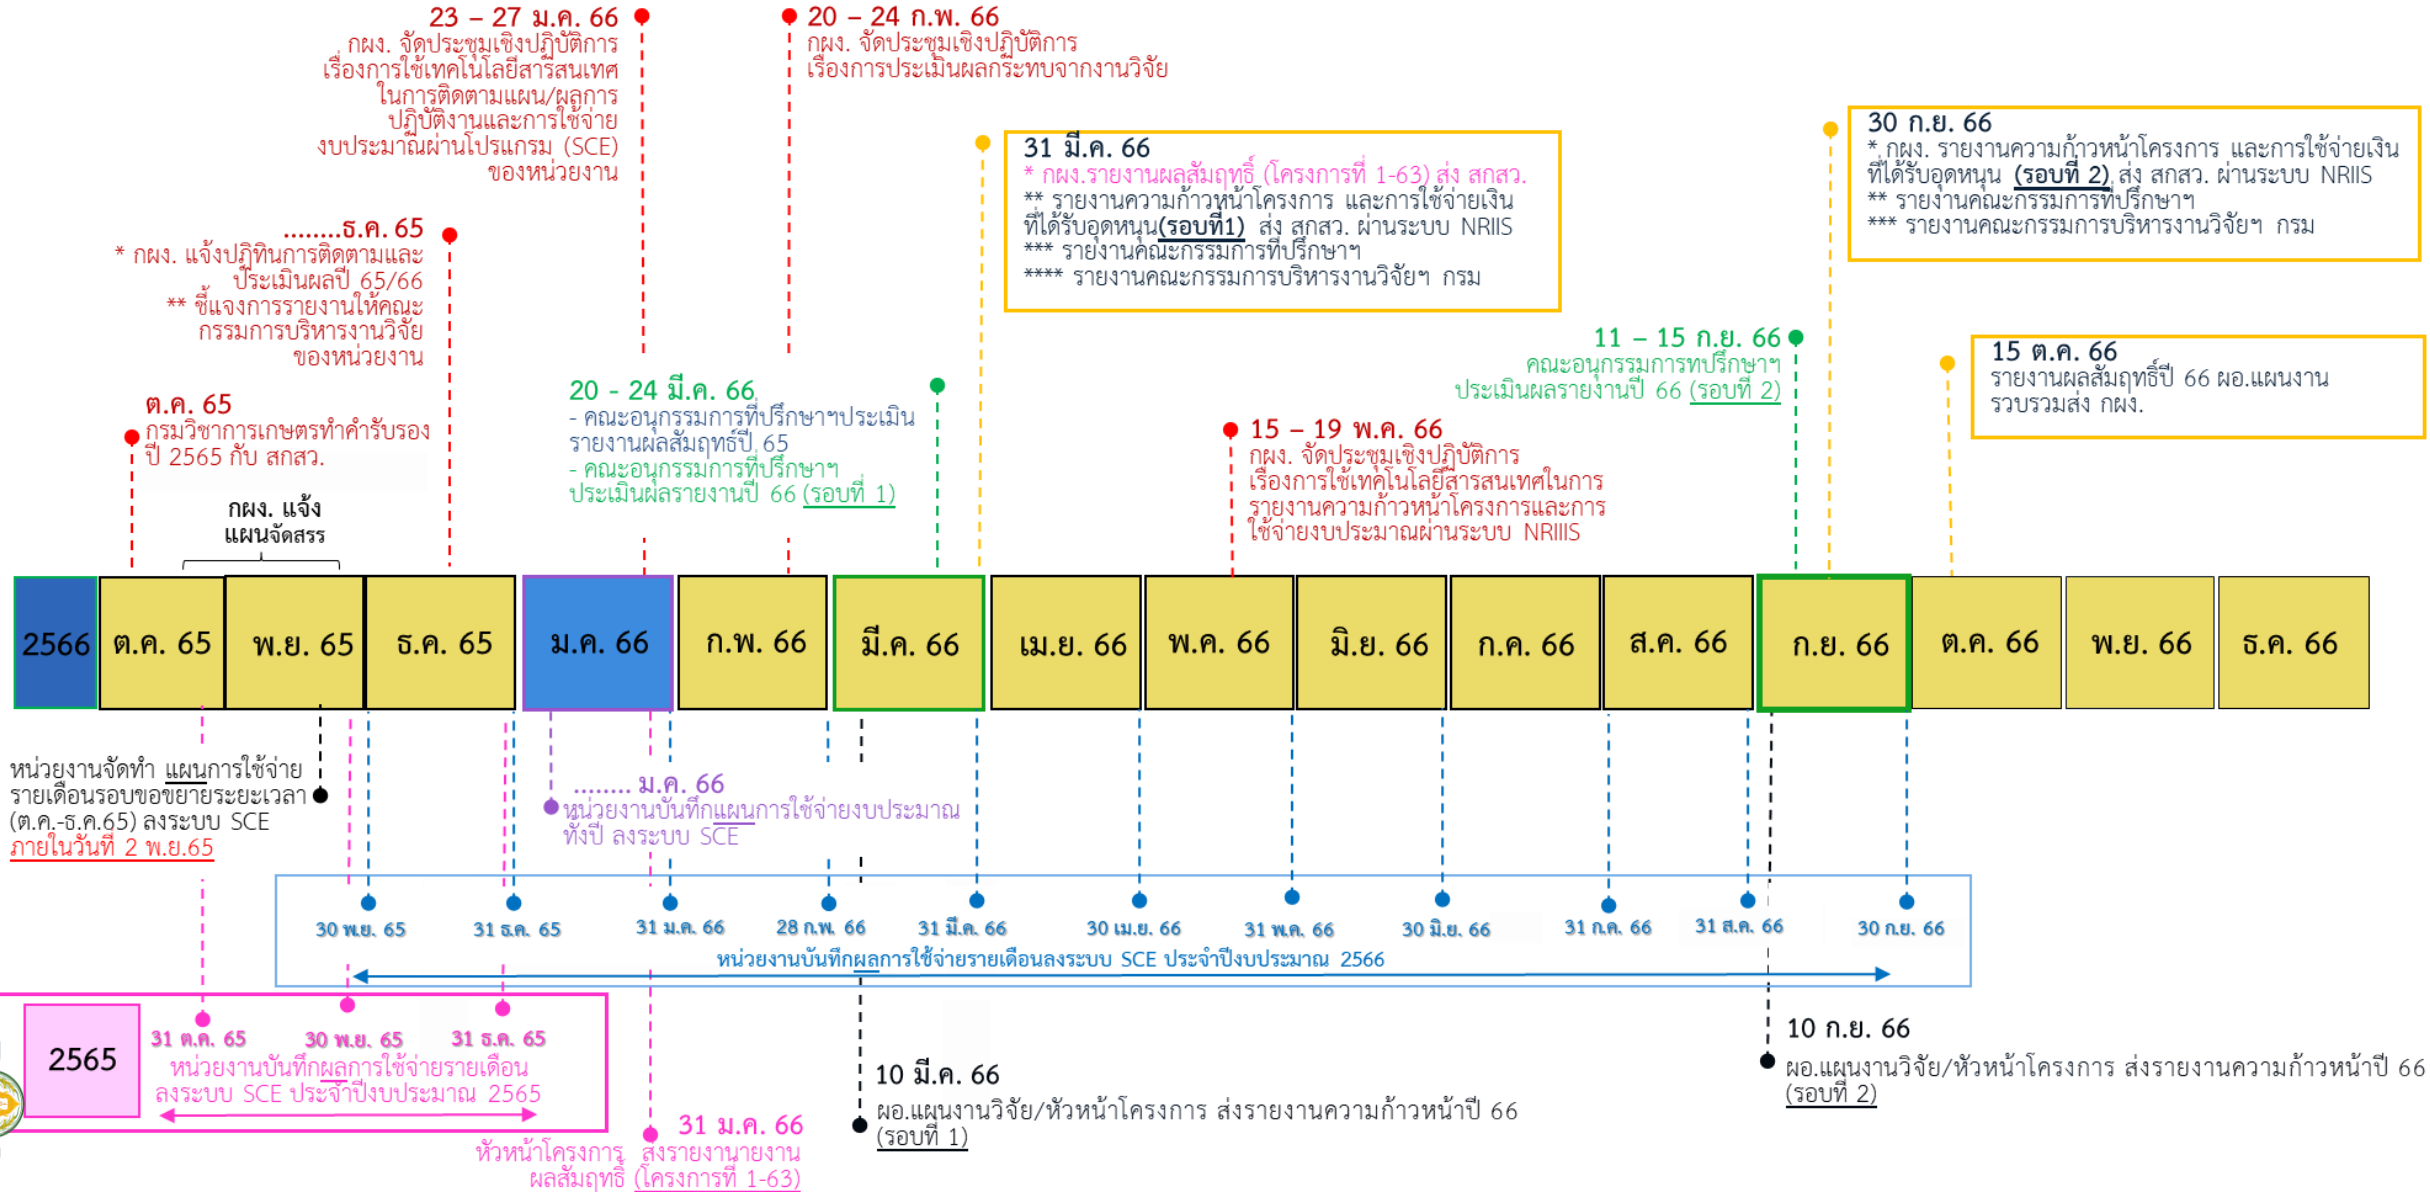 23 – 27 ม.ค. 66
กผง. จัดประชุมเชิงปฏิบัติการ
เรื่องการใช้เทคโนโลยีสารสนเทศ
ในการติดตามแผน/ผลการ
ปฏิบัติงานและการใช้จ่าย
งบประมาณผ่านโปรแกรม (SCE)
ของหน่วยงาน
20 – 24 ก.พ. 66
กผง. จัดประชุมเชิงปฏิบัติการ
เรื่องการประเมินผลกระทบจากงานวิจัย
31 มี.ค. 66
* กผง.รายงานผลสัมฤทธิ์ (โครงการที่ 1-63) ส่ง สกสว.
** รายงานความก้าวหน้าโครงการ และการใช้จ่ายเงิน
ที่ได้รับอุดหนุน(รอบที่1) ส่ง สกสว. ผ่านระบบ NRIIS
*** รายงานคณะกรรมการที่ปรึกษาฯ
**** รายงานคณะกรรมการบริหารงานวิจัยฯ กรม
30 ก.ย. 66
* กผง. รายงานความก้าวหน้าโครงการ และการใช้จ่ายเงิน
ที่ได้รับอุดหนุน (รอบที่ 2) ส่ง สกสว. ผ่านระบบ NRIIS
** รายงานคณะกรรมการที่ปรึกษาฯ
*** รายงานคณะกรรมการบริหารงานวิจัยฯ กรม
........ธ.ค. 65
* กผง. แจ้งปฏิทินการติดตามและ
ประเมินผลปี 65/66
** ชี้แจงการรายงานให้คณะ
กรรมการบริหารงานวิจัย
ของหน่วยงาน
11 – 15 ก.ย. 66
คณะอนุกรรมการทปรึกษาฯ
ประเมินผลรายงานปี 66 (รอบที่ 2)
15 ต.ค. 66
รายงานผลสัมฤทธิ์ปี 66 ผอ.แผนงาน
รวบรวมส่ง กผง.
ต.ค. 65
กรมวิชาการเกษตรทำคำรับรอง
ปี 2565 กับ สกสว.
20 - 24 มี.ค. 66
- คณะอนุกรรมการที่ปรึกษาฯประเมิน
รายงานผลสัมฤทธ์ปี 65
- คณะอนุกรรมการที่ปรึกษาฯ
ประเมินผลรายงานปี 66 (รอบที่ 1)
15 – 19 พ.ค. 66
กผง. จัดประชุมเชิงปฏิบัติการ
เรื่องการใช้เทคโนโลยีสารสนเทศในการ
รายงานความก้าวหน้าโครงการและการ
ใช้จ่ายงบประมาณผ่านระบบ NRIIIS
กผง. แจ้ง
แผนจัดสรร
2566 ต.ค. 65 พ.ย. 65 ธ.ค. 65 ม.ค. 66 ก.พ. 66 มี.ค. 66 เม.ย. 66 พ.ค. 66 มิ.ย. 66 ก.ค. 66 ส.ค. 66 ก.ย. 66 ต.ค. 66 พ.ย. 66 ธ.ค. 66
หน่วยงานจัดทำ แผนการใช้จ่าย
รายเดือนรอบขอขยายระยะเวลา
(ต.ค.-ธ.ค.65) ลงระบบ SCE
ภายในวันที่ 2 พ.ย.65
........ ม.ค. 66
หน่วยงานบันทึกแผนการใช้จ่ายงบประมาณ
ทั้งปี ลงระบบ SCE
30 พ.ย. 65 31 ธ.ค. 65 31 ม.ค. 66 28 ก.พ. 66 31 มี.ค. 66 30 เม.ย. 66 31 พ.ค. 66 30 มิ.ย. 66 31 ก.ค. 66 31 ส.ค. 66 30 ก.ย. 66
หน่วยงานบันทึกผลการใช้จ่ายรายเดือนลงระบบ SCE ประจำปีงบประมาณ 2566
2565
31 ต.ค. 65 30 พ.ย. 65 31 ธ.ค. 65
หน่วยงานบันทึกผลการใช้จ่ายรายเดือน
ลงระบบ SCE ประจำปีงบประมาณ 2565
31 ม.ค. 66
หัวหน้าโครงการ ส่งรายงานายงาน
ผลสัมฤทธิ์ (โครงการที่ 1-63)
10 มี.ค. 66
ผอ.แผนงานวิจัย/หัวหน้าโครงการ ส่งรายงานความก้าวหน้าปี 66
(รอบที่ 1)
10 ก.ย. 66
ผอ.แผนงานวิจัย/หัวหน้าโครงการ ส่งรายงานความก้าวหน้าปี 66
(รอบที่ 2)